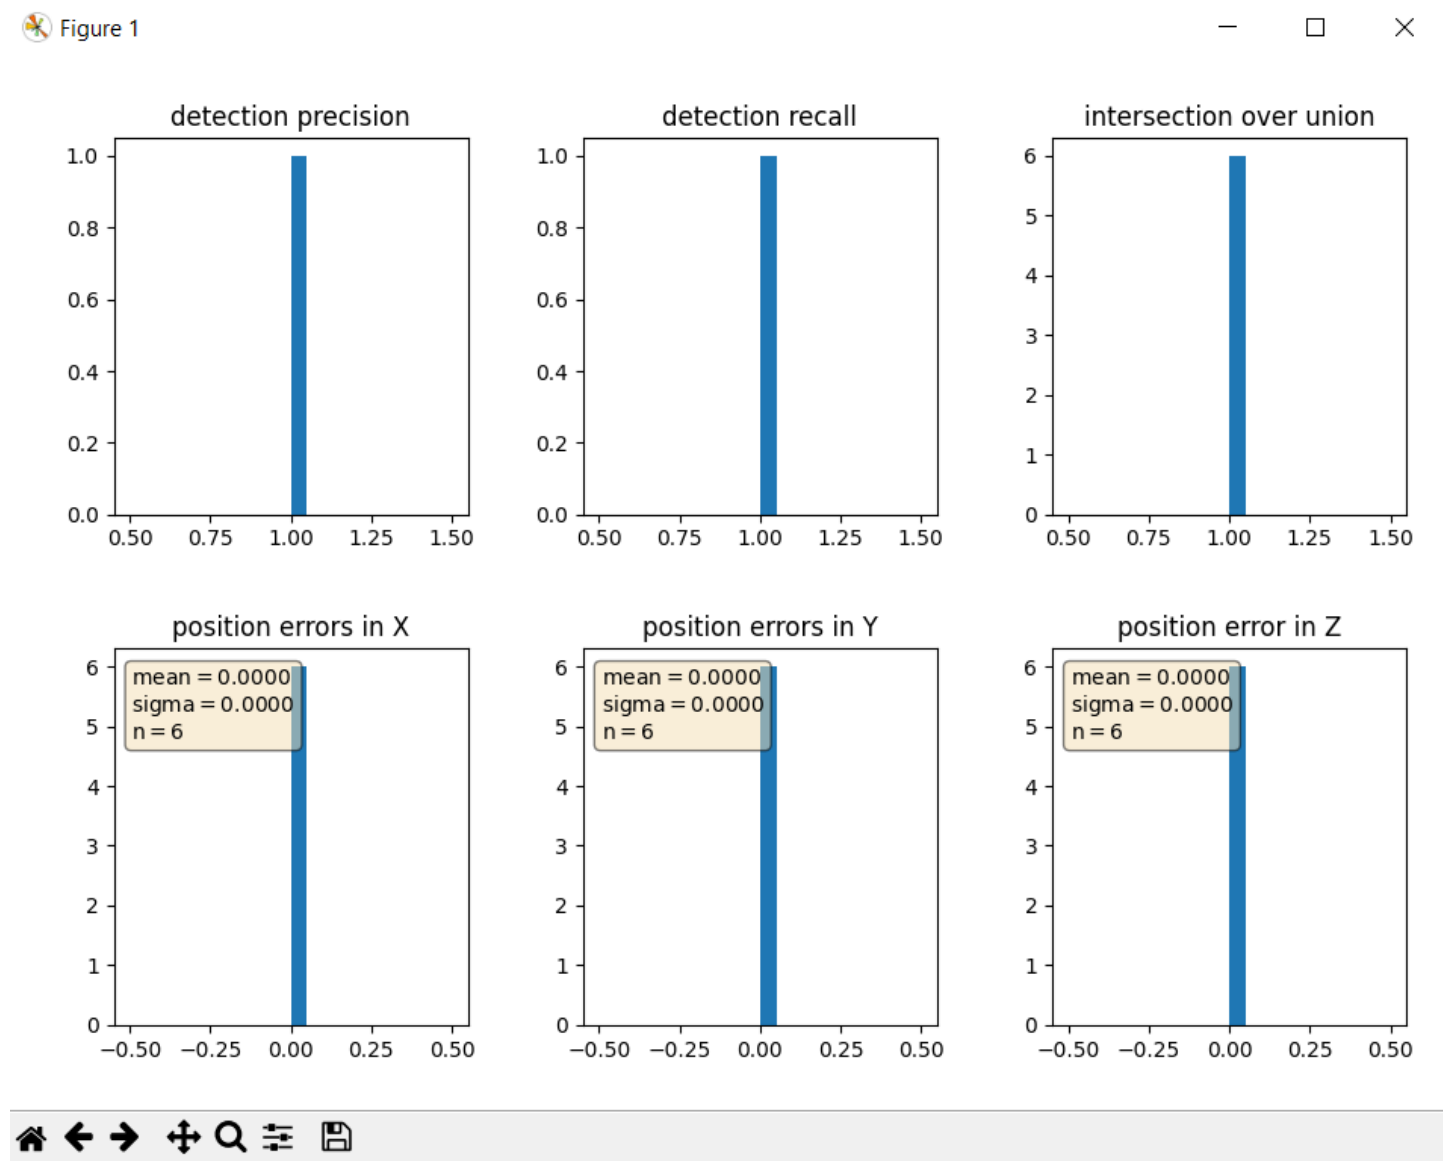 Figure 1
detection precision
1.0
0.8
0.6
0.4
0.2
0.0
0.50 0.75 1.00 1.25 1.50
detection recall
1.0
0.8
0.6
0.4
0.2
0.0
0.50 0.75 1.00 1.25 1.50
intersection over union
6
5
4
3
2
1
0
0.50 0.75 1.00 1.25 1.50
position errors in X
mean = 0.0000
sigma = 0.0000
n = 6
6
5
4
3
2
1
0
−0.50 −0.25 0.00 0.25 0.50
position errors in Y
mean = 0.0000
sigma = 0.0000
n = 6
6
5
4
3
2
1
0
−0.50 −0.25 0.00 0.25 0.50
position error in Z
mean = 0.0000
sigma = 0.0000
n = 6
6
5
4
3
2
1
0
−0.50 −0.25 0.00 0.25 0.50